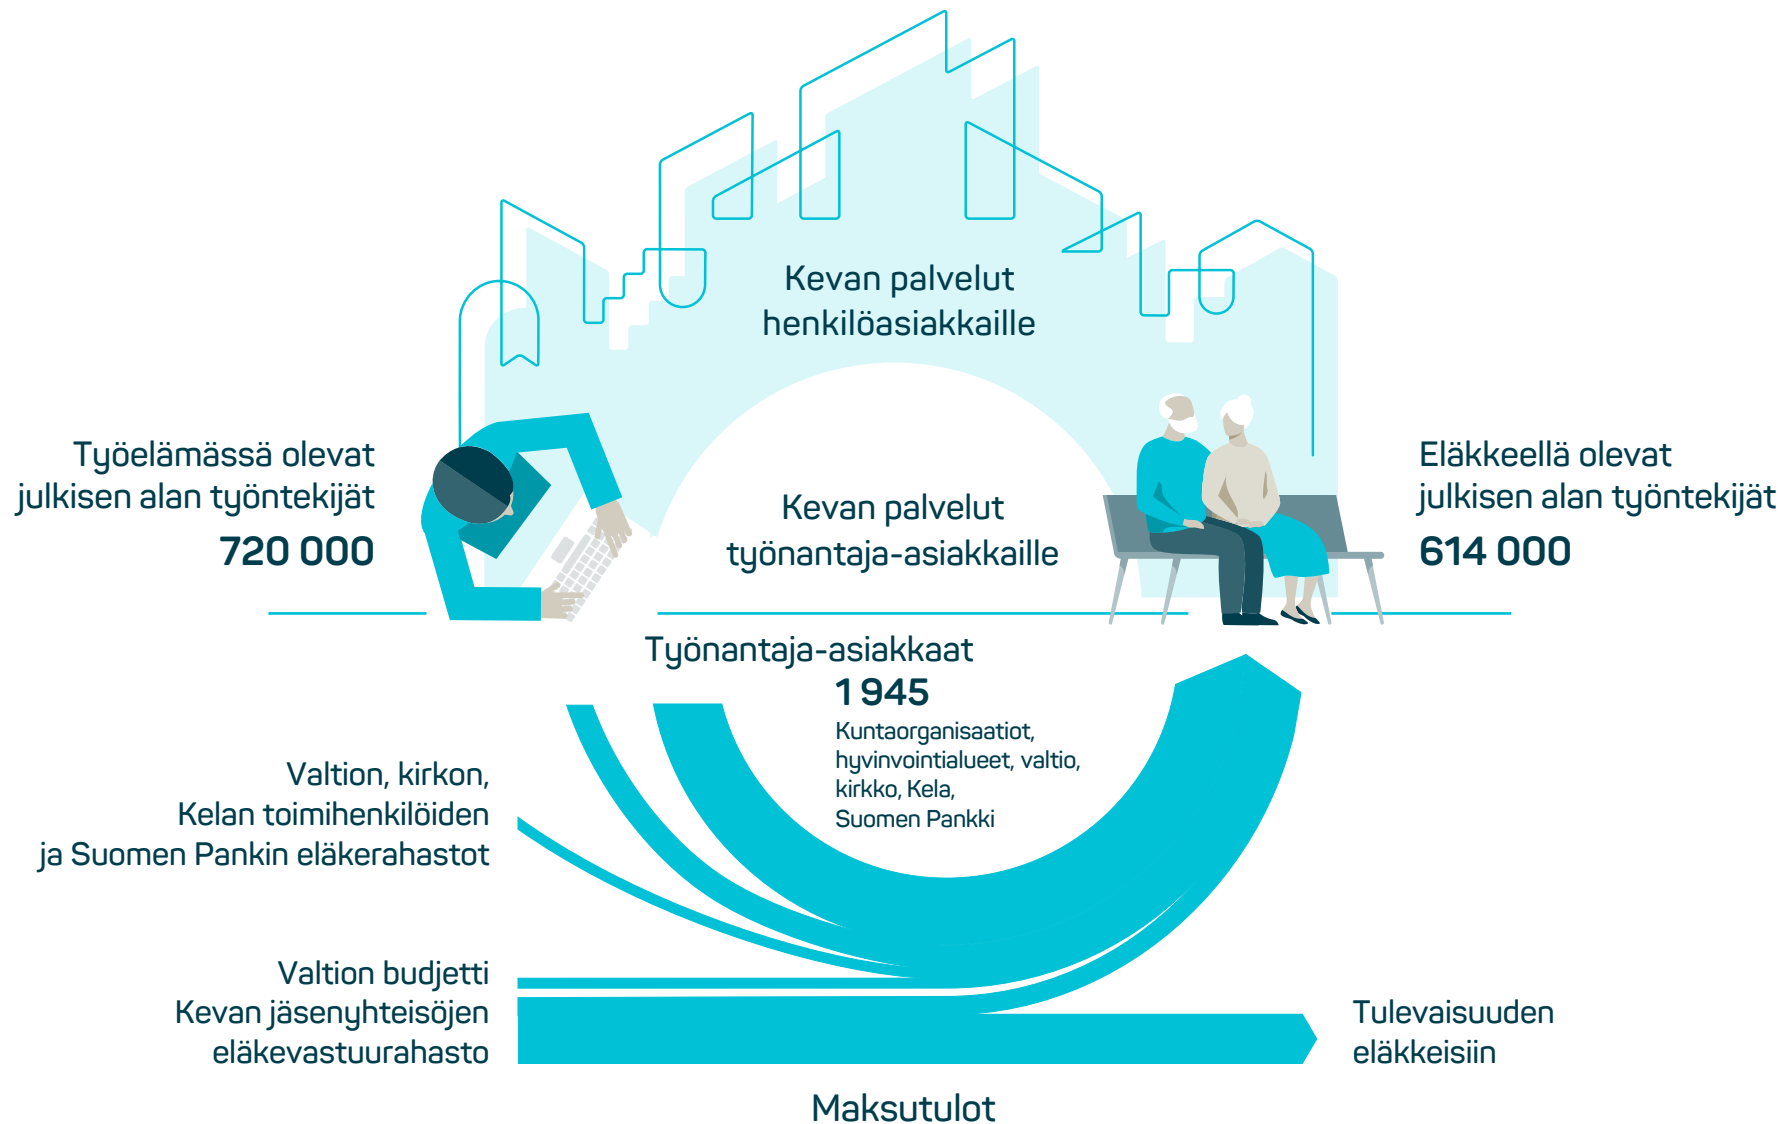 Kevan palvelut
henkilöasiakkaille
Työelämässä olevat
julkisen alan työntekijät
720 000
Kevan palvelut
työnantaja-asiakkaille
Eläkkeellä olevat
julkisen alan työntekijät
614 000
Työnantaja-asiakkaat
1 945
Kuntaorganisaatiot,
hyvinvointialueet, valtio,
kirkko, Kela,
Suomen Pankki
Valtion, kirkon,
Kelan toimihenkilöiden
ja Suomen Pankin eläkerahastot
Valtion budjetti
Kevan jäsenyhteisöjen
eläkevastuurahasto
Tulevaisuuden
eläkkeisiin
Maksutulot